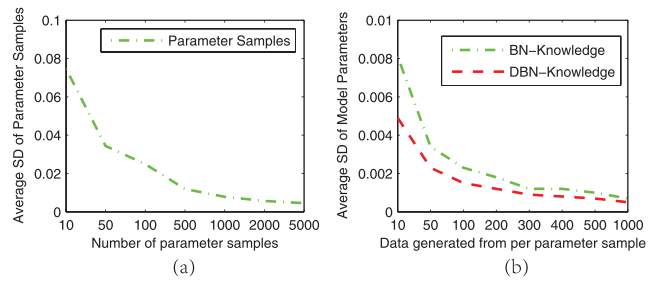 0.1
0.08
0.06
0.04
0.02
0
Average SD of Parameter Samples
Parameter Samples
10 50 100 500 1000 2000 5000
Number of parameter samples
(a)
0.01
0.008
0.006
0.004
0.002
0
Average SD of Model Parameters
BN-Knowledge
DBN-Knowledge
10 50 100 200 300 400 500 1000
Data generated from per parameter sample
(b)